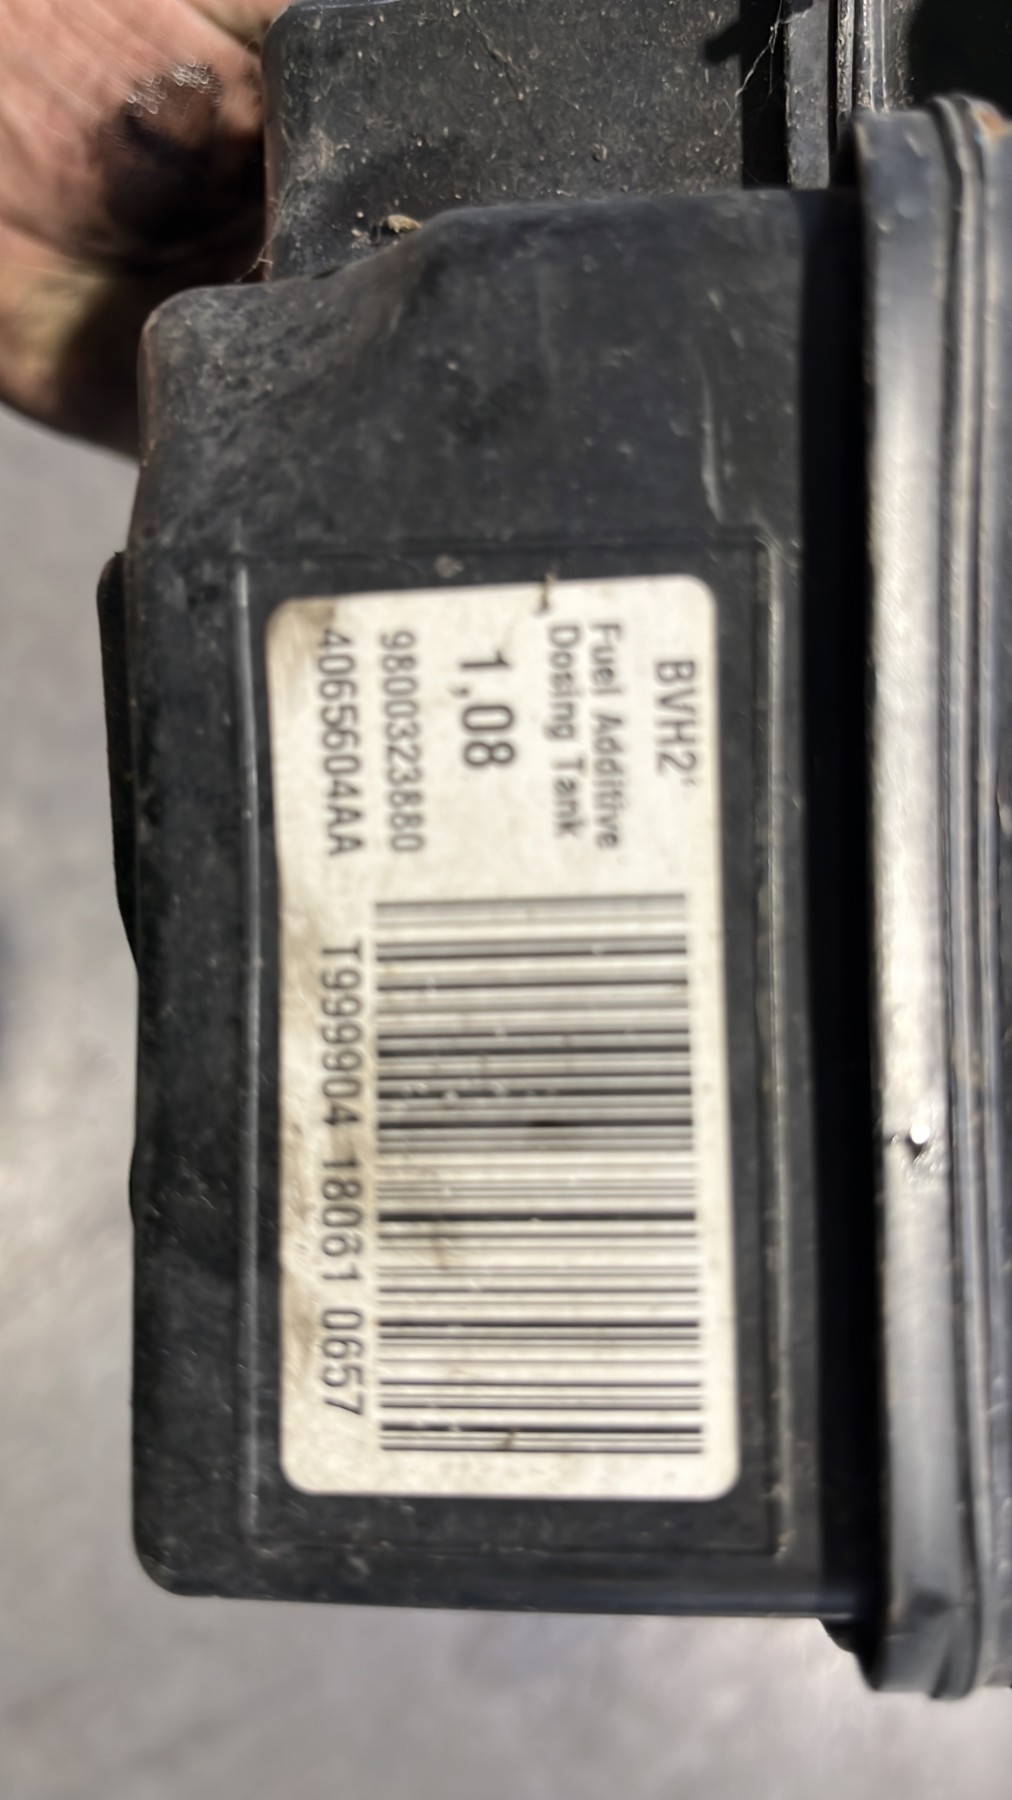 BVH2
Fuel Additive
Dosing Tank
1,08
9800323880
4065604AA T999904 18061 0657